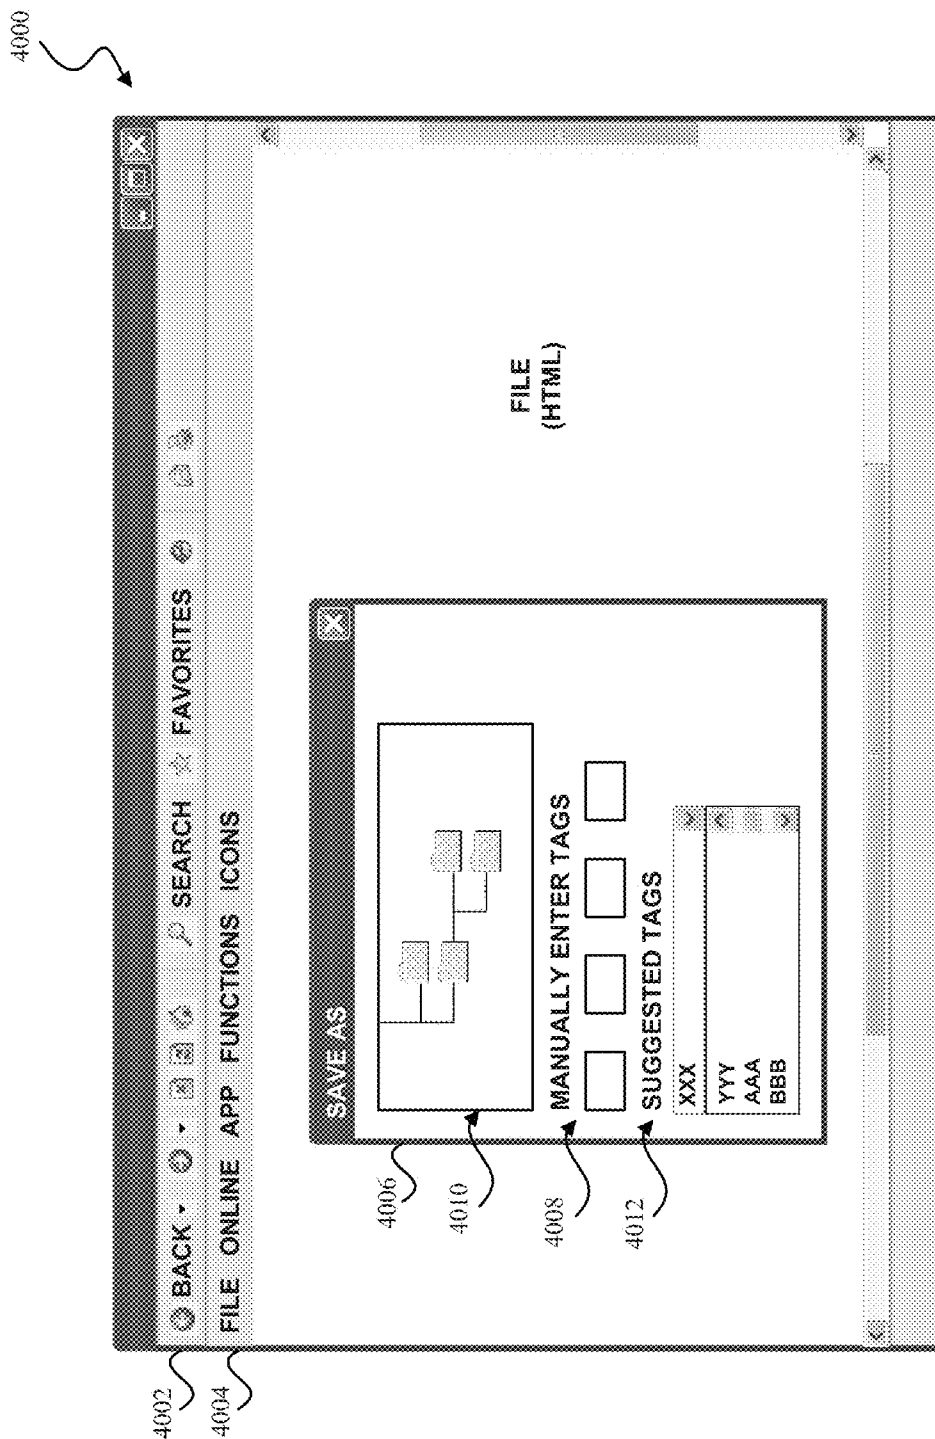 4000
4002
BACK SEARCH FAVORITES
4004
FILE ONLINE APP FUNCTIONS ICONS
SAVE AS
4006
4010
FILE
(HTML)
4008
MANUALLY ENTER TAGS
4012
SUGGESTED TAGS
XXX
YYY
AAA
BBB